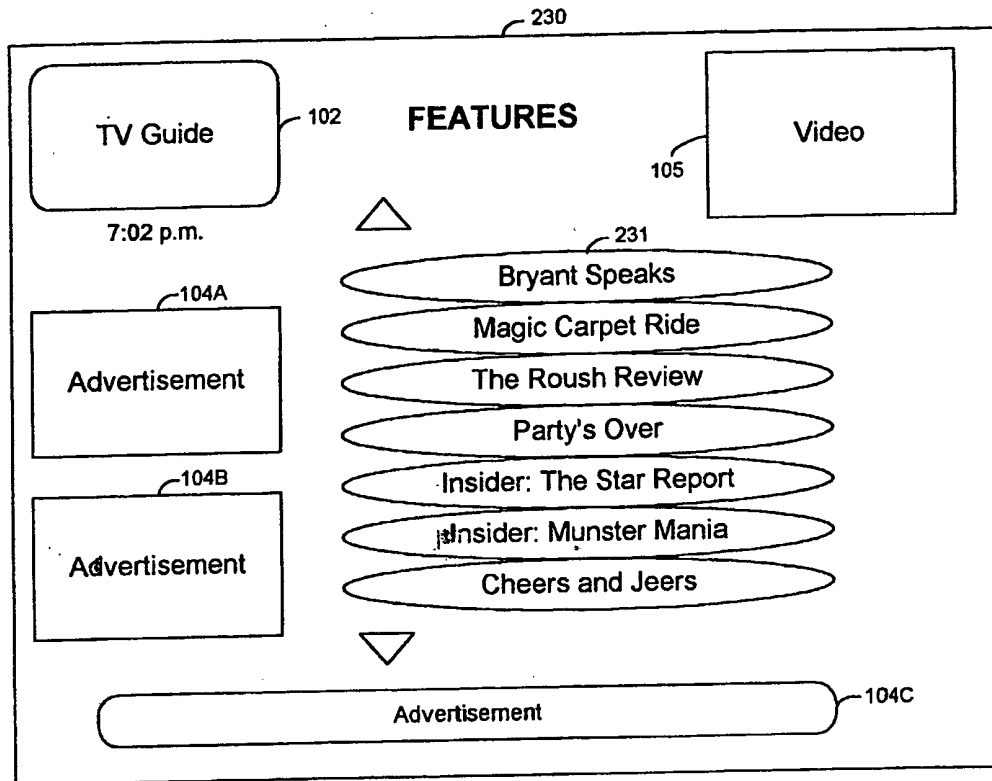 230
TV Guide
102
FEATURES
Video
105
7:02 p.m.
231
Bryant Speaks
104A
Magic Carpet Ride
Advertisement
The Roush Review
Party's Over
104B
Insider: The Star Report
Advertisement
Insider: Munster Mania
Cheers and Jeers
Advertisement
104C